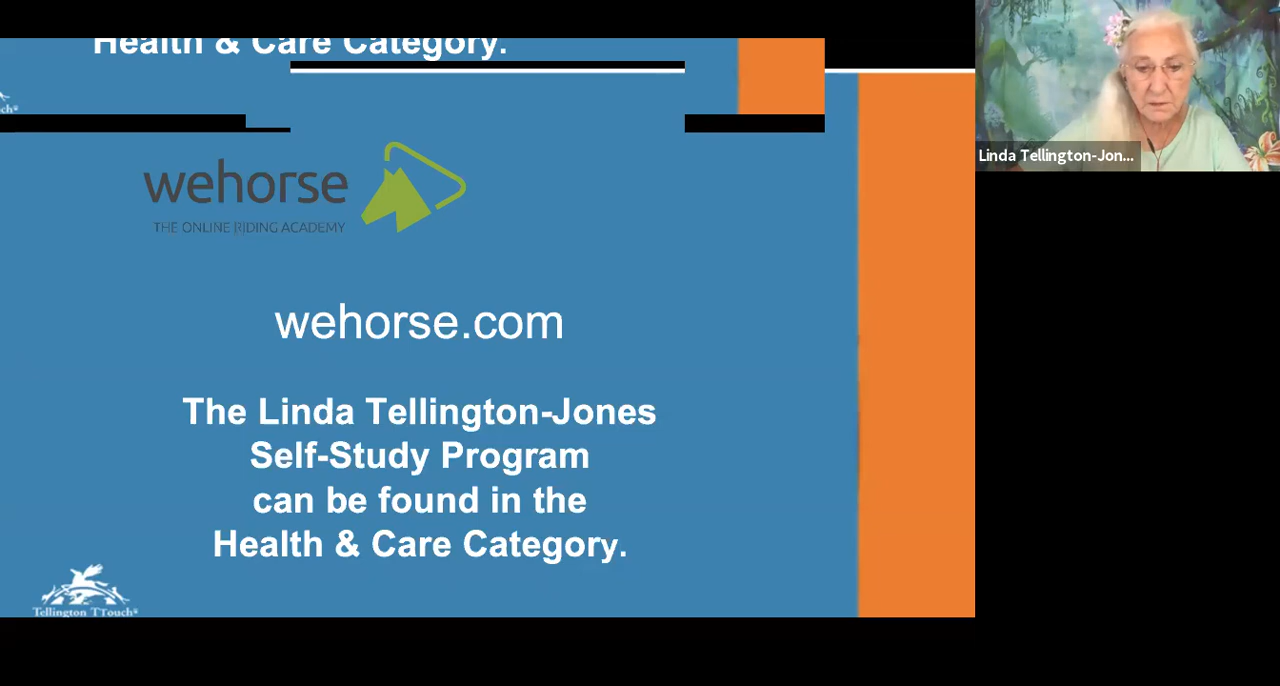 Health & Care Category.
ch®
wehorse
THE ONLINE RIDING ACADEMY
Linda Tellington-Jon...
wehorse.com
The Linda Tellington-Jones
Self-Study Program
can be found in the
Health & Care Category.
Tellington TTouch®